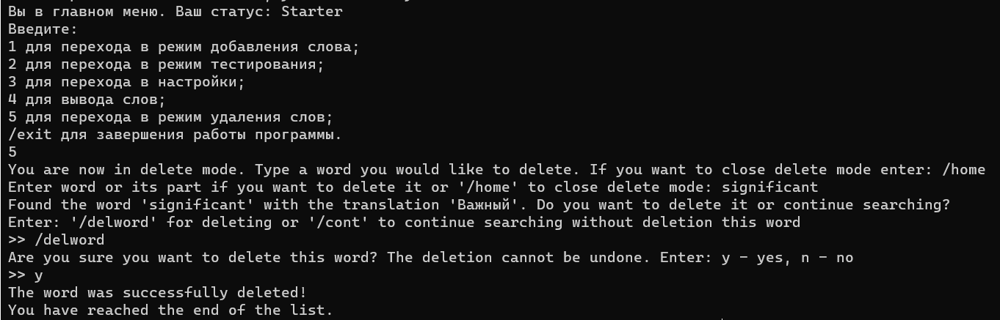 Вы в главном меню. Ваш статус: Starter
Введите:
1 для перехода в режим добавления слова;
2 для перехода в режим тестирования;
3 для перехода в настройки;
4 для вывода слов;
5 для перехода в режим удаления слов;
/exit для завершения работы программы.
5
You are now in delete mode. Type a word you would like to delete. If you want to close delete mode enter: /home
Enter word or its part if you want to delete it or '/home' to close delete mode: significant
Found the word 'significant' with the translation 'Важный'. Do you want to delete it or continue searching?
Enter: '/delword' for deleting or '/cont' to continue searching without deletion this word
>> /delword
Are you sure you want to delete this word? The deletion cannot be undone. Enter: y – yes, n – no
>> y
The word was successfully deleted!
You have reached the end of the list.